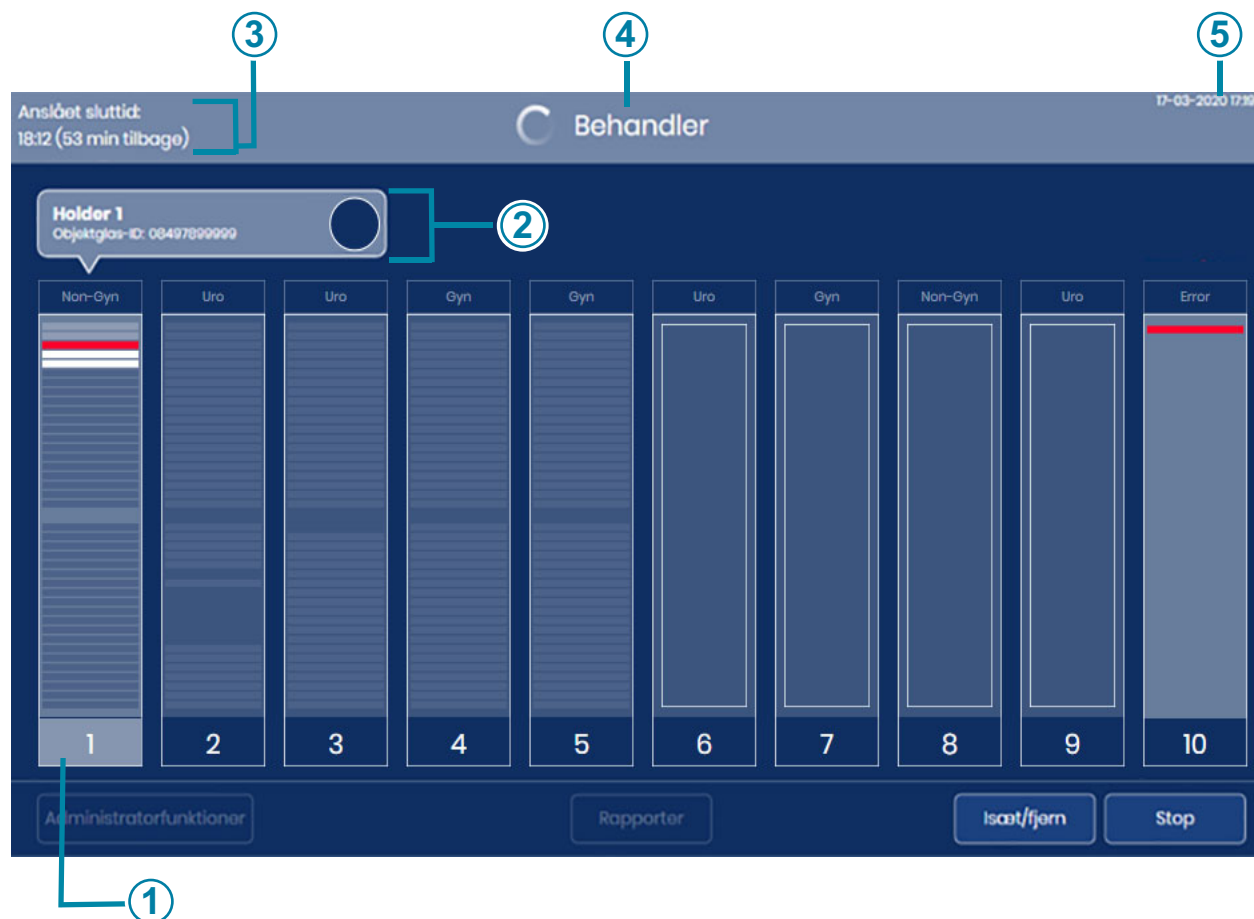 3
4
5
Anslået sluttid:
18:12 (53 min tilbage)
Behandler
17-03-2020 17:19
Holder 1
Objektglas-ID: 08497899999
2
Non-Gyn
Uro
Uro
Gyn
Gyn
Uro
Gyn
Non-Gyn
Uro
Error
1
2
3
4
5
6
7
8
9
10
Administratorfunktioner
Rapporter
Isæt/fjern
Stop
1